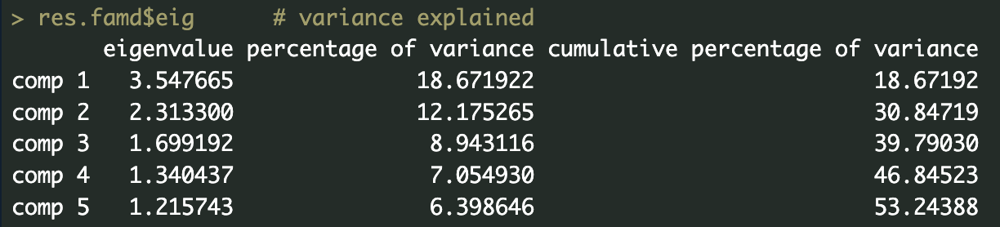 > res.famd$eig      # variance explained
       eigenvalue percentage of variance cumulative percentage of variance
comp 1   3.547665              18.671922                          18.67192
comp 2   2.313300              12.175265                          30.84719
comp 3   1.699192               8.943116                          39.79030
comp 4   1.340437               7.054930                          46.84523
comp 5   1.215743               6.398646                          53.24388